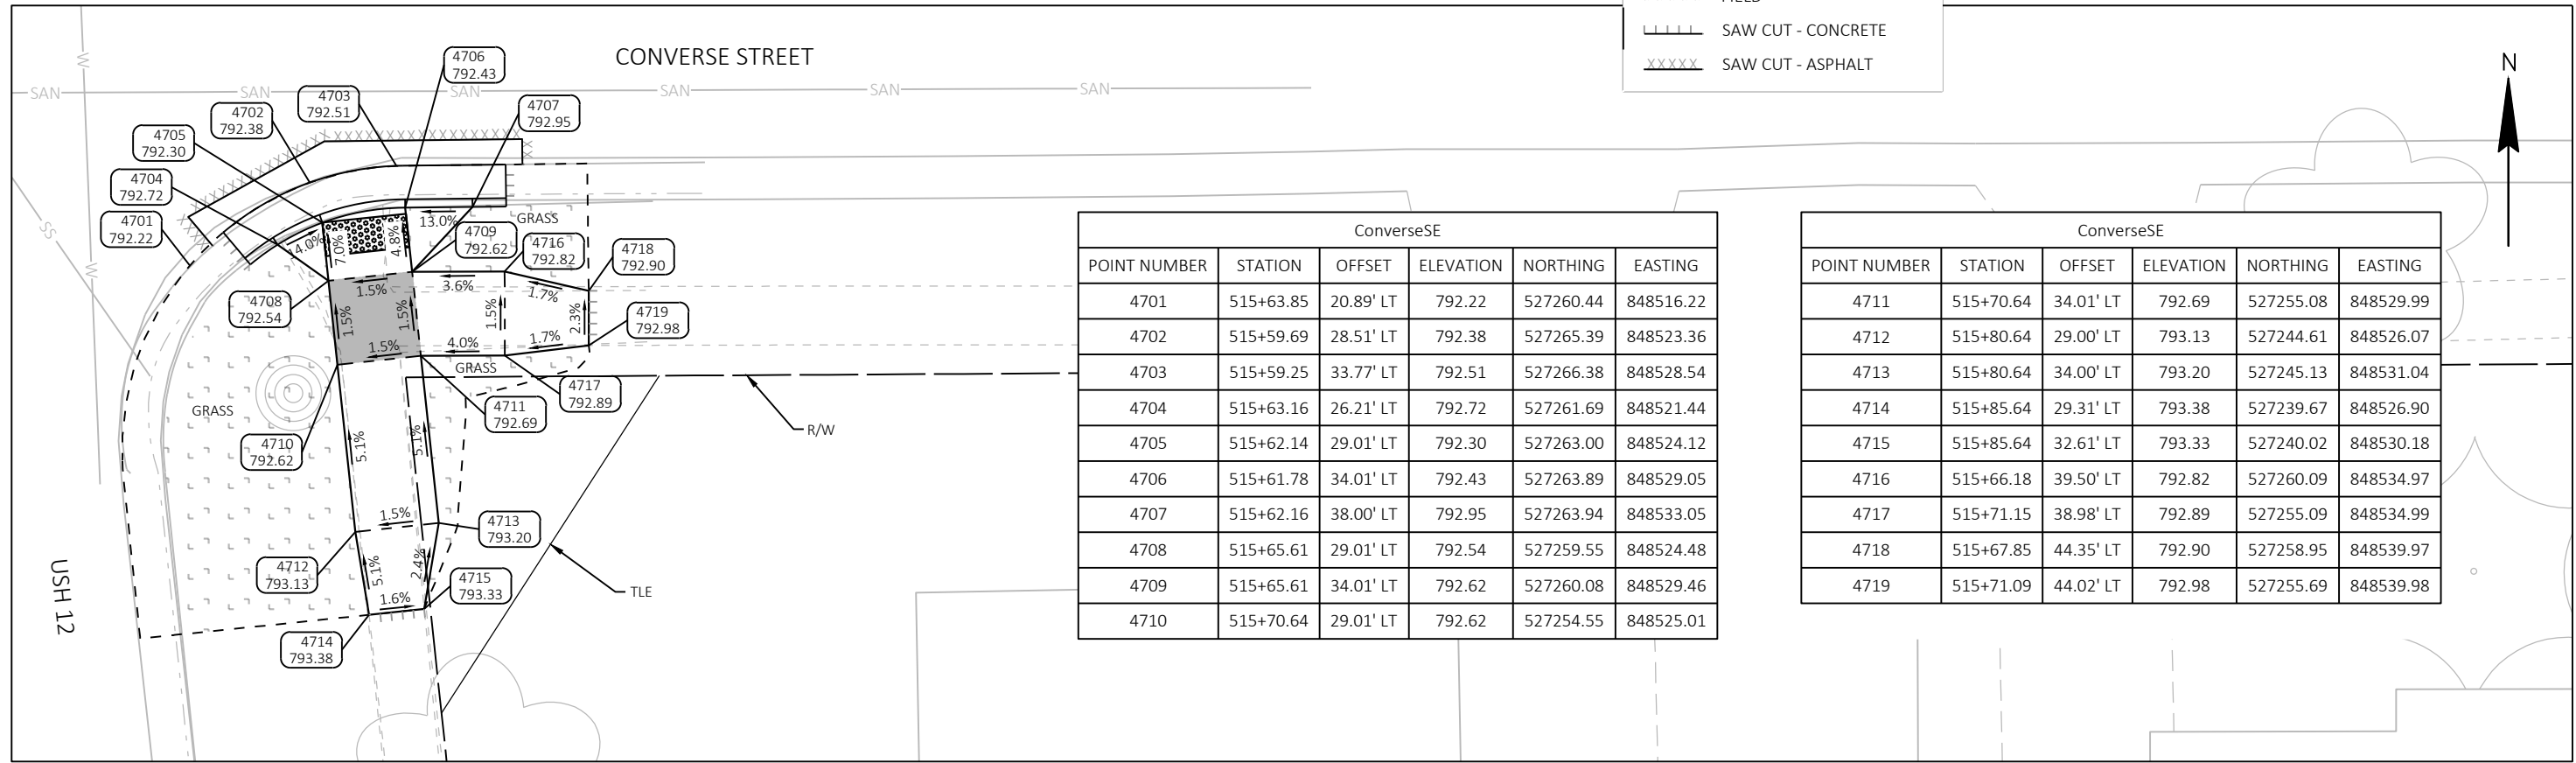 SAW CUT - CONCRETE
SAW CUT - ASPHALT
N
CONVERSE STREET
W
W
SAN
SAN
SAN
SAN
SAN
SAN
SS
4706
792.43
4703
792.51
4707
792.95
4702
792.38
4705
792.30
4704
792.72
4701
792.22
13.0%
GRASS
14.0%
7.0%
4.8%
4709
792.62
4716
792.82
4718
792.90
1.5%
3.6%
1.7%
4708
792.54
1.5%
1.5%
1.5%
2.3%
4719
792.98
1.5%
4.0%
1.7%
GRASS
4717
792.89
GRASS
4711
792.69
R/W
4710
792.62
5.1%
5.1%
1.5%
4713
793.20
4712
793.13
5.1%
2.4%
4715
793.33
1.6%
TLE
4714
793.38
USH 12
ConverseSE
POINT NUMBER STATION OFFSET ELEVATION NORTHING EASTING
4701 515+63.85 20.89' LT 792.22 527260.44 848516.22
4702 515+59.69 28.51' LT 792.38 527265.39 848523.36
4703 515+59.25 33.77' LT 792.51 527266.38 848528.54
4704 515+63.16 26.21' LT 792.72 527261.69 848521.44
4705 515+62.14 29.01' LT 792.30 527263.00 848524.12
4706 515+61.78 34.01' LT 792.43 527263.89 848529.05
4707 515+62.16 38.00' LT 792.95 527263.94 848533.05
4708 515+65.61 29.01' LT 792.54 527259.55 848524.48
4709 515+65.61 34.01' LT 792.62 527260.08 848529.46
4710 515+70.64 29.01' LT 792.62 527254.55 848525.01
ConverseSE
POINT NUMBER STATION OFFSET ELEVATION NORTHING EASTING
4711 515+70.64 34.01' LT 792.69 527255.08 848529.99
4712 515+80.64 29.00' LT 793.13 527244.61 848526.07
4713 515+80.64 34.00' LT 793.20 527245.13 848531.04
4714 515+85.64 29.31' LT 793.38 527239.67 848526.90
4715 515+85.64 32.61' LT 793.33 527240.02 848530.18
4716 515+66.18 39.50' LT 792.82 527260.09 848534.97
4717 515+71.15 38.98' LT 792.89 527255.09 848534.99
4718 515+67.85 44.35' LT 792.90 527258.95 848539.97
4719 515+71.09 44.02' LT 792.98 527255.69 848539.98